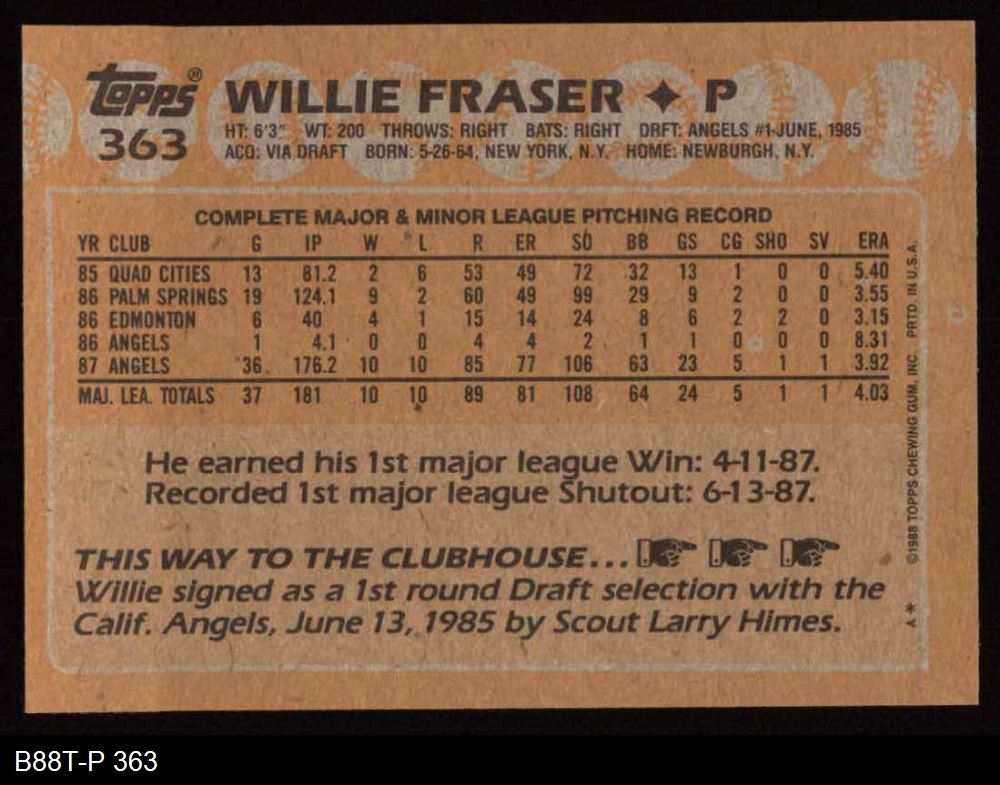 topps® WILLIE FRASER ✦ P
363 HT: 6'3" WT: 200 THROWS: RIGHT BATS: RIGHT DRFT: ANGELS #1-JUNE, 1985
ACQ: VIA DRAFT BORN: 5-26-64, NEW YORK, N.Y. HOME: NEWBURGH, N.Y.
COMPLETE MAJOR & MINOR LEAGUE PITCHING RECORD
YR CLUB G IP W L R ER SO BB GS CG SHO SV ERA
85 QUAD CITIES 13 81.2 2 6 53 49 72 32 13 1 0 0 5.40
86 PALM SPRINGS 19 124.1 9 2 60 49 99 29 9 2 0 0 3.55
86 EDMONTON 6 40 4 1 15 14 24 8 6 2 2 0 3.15
86 ANGELS 1 4.1 0 0 4 4 2 1 1 0 0 0 8.31
87 ANGELS 36 176.2 10 10 85 77 106 63 23 5 1 1 3.92
MAJ. LEA. TOTALS 37 181 10 10 89 81 108 64 24 5 1 1 4.03
He earned his 1st major league Win: 4-11-87.
Recorded 1st major league Shutout: 6-13-87.
THIS WAY TO THE CLUBHOUSE...
Willie signed as a 1st round Draft selection with the
Calif. Angels, June 13, 1985 by Scout Larry Himes.
A* ©1988 TOPPS CHEWING GUM, INC. PRTD. IN U.S.A.
B88T-P 363